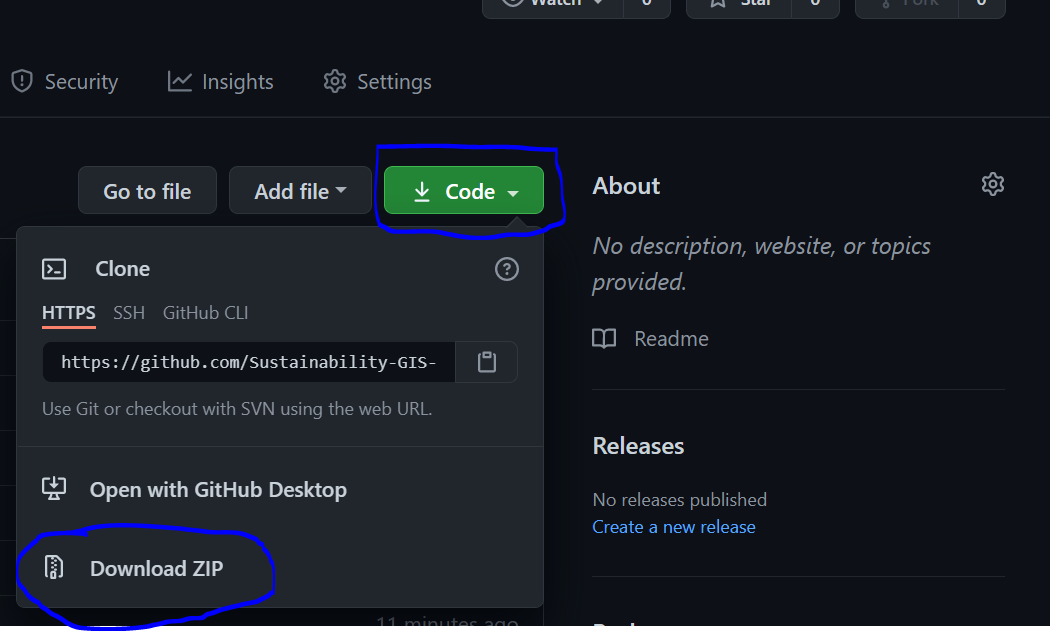 Watch 0 Star 0 Fork 0
Security Insights Settings
Go to file Add file Code
About
No description, website, or topics
provided.
Readme
Clone
HTTPS SSH GitHub CLI
https://github.com/Sustainability-GIS-
Use Git or checkout with SVN using the web URL.
Open with GitHub Desktop
Download ZIP
11 minutes ago
Releases
No releases published
Create a new release